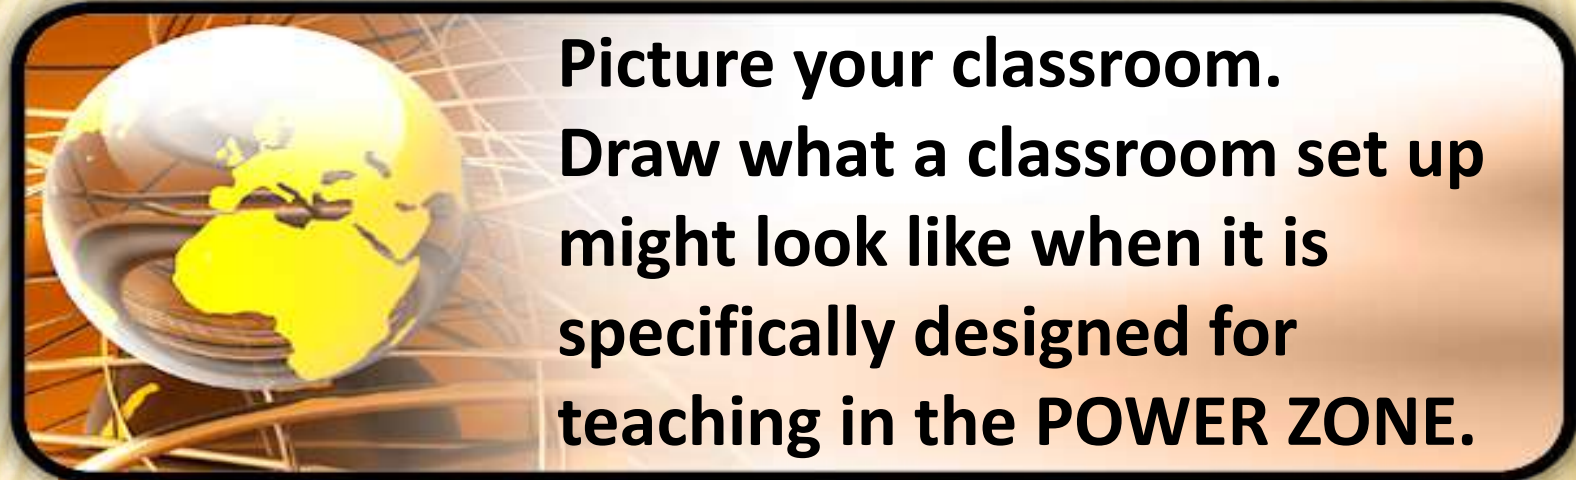 Picture your classroom.
Draw what a classroom set up
might look like when it is
specifically designed for
teaching in the POWER ZONE.